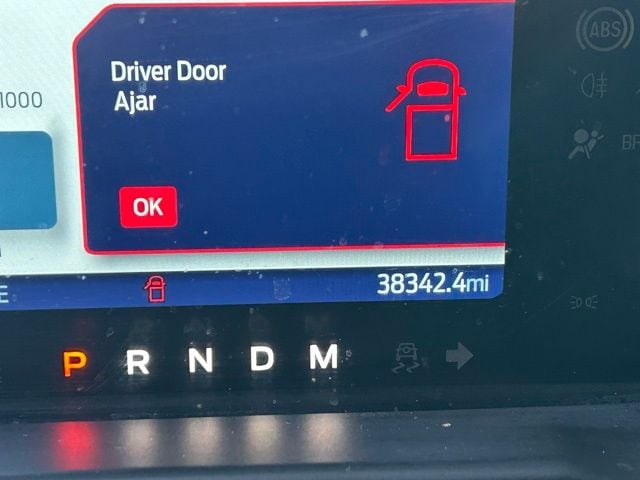 ABS
Driver Door
Ajar
1000
OK
E
38342.4mi
P R N D M